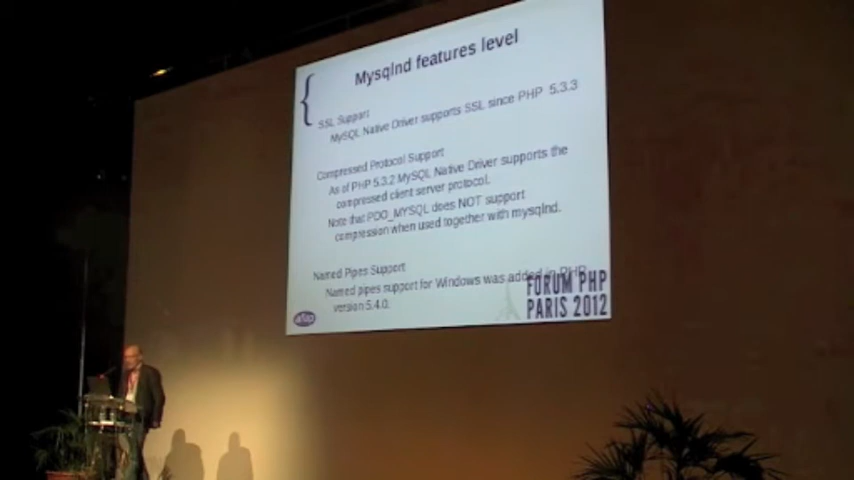 Mysqlnd features level
{
SSL Support
MySQL Native Driver supports SSL since PHP 5.3.3
Compressed Protocol Support
As of PHP 5.3.2 MySQL Native Driver supports the
compressed client server protocol.
Note that PDO_MYSQL does NOT support
compression when used together with mysqlnd.
Named Pipes Support
Named pipes support for Windows was added in PHP
version 5.4.0.
afup
FORUM PHP
PARIS 2012